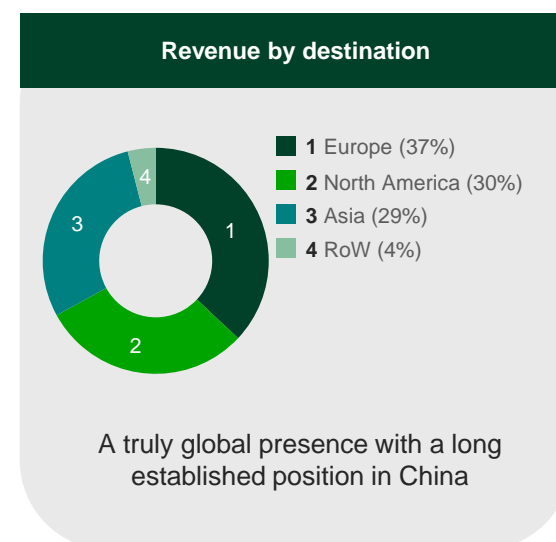 Revenue by destination
1 Europe (37%)
2 North America (30%)
3 Asia (29%)
4 RoW (4%)
4
3
1
2
A truly global presence with a long
established position in China